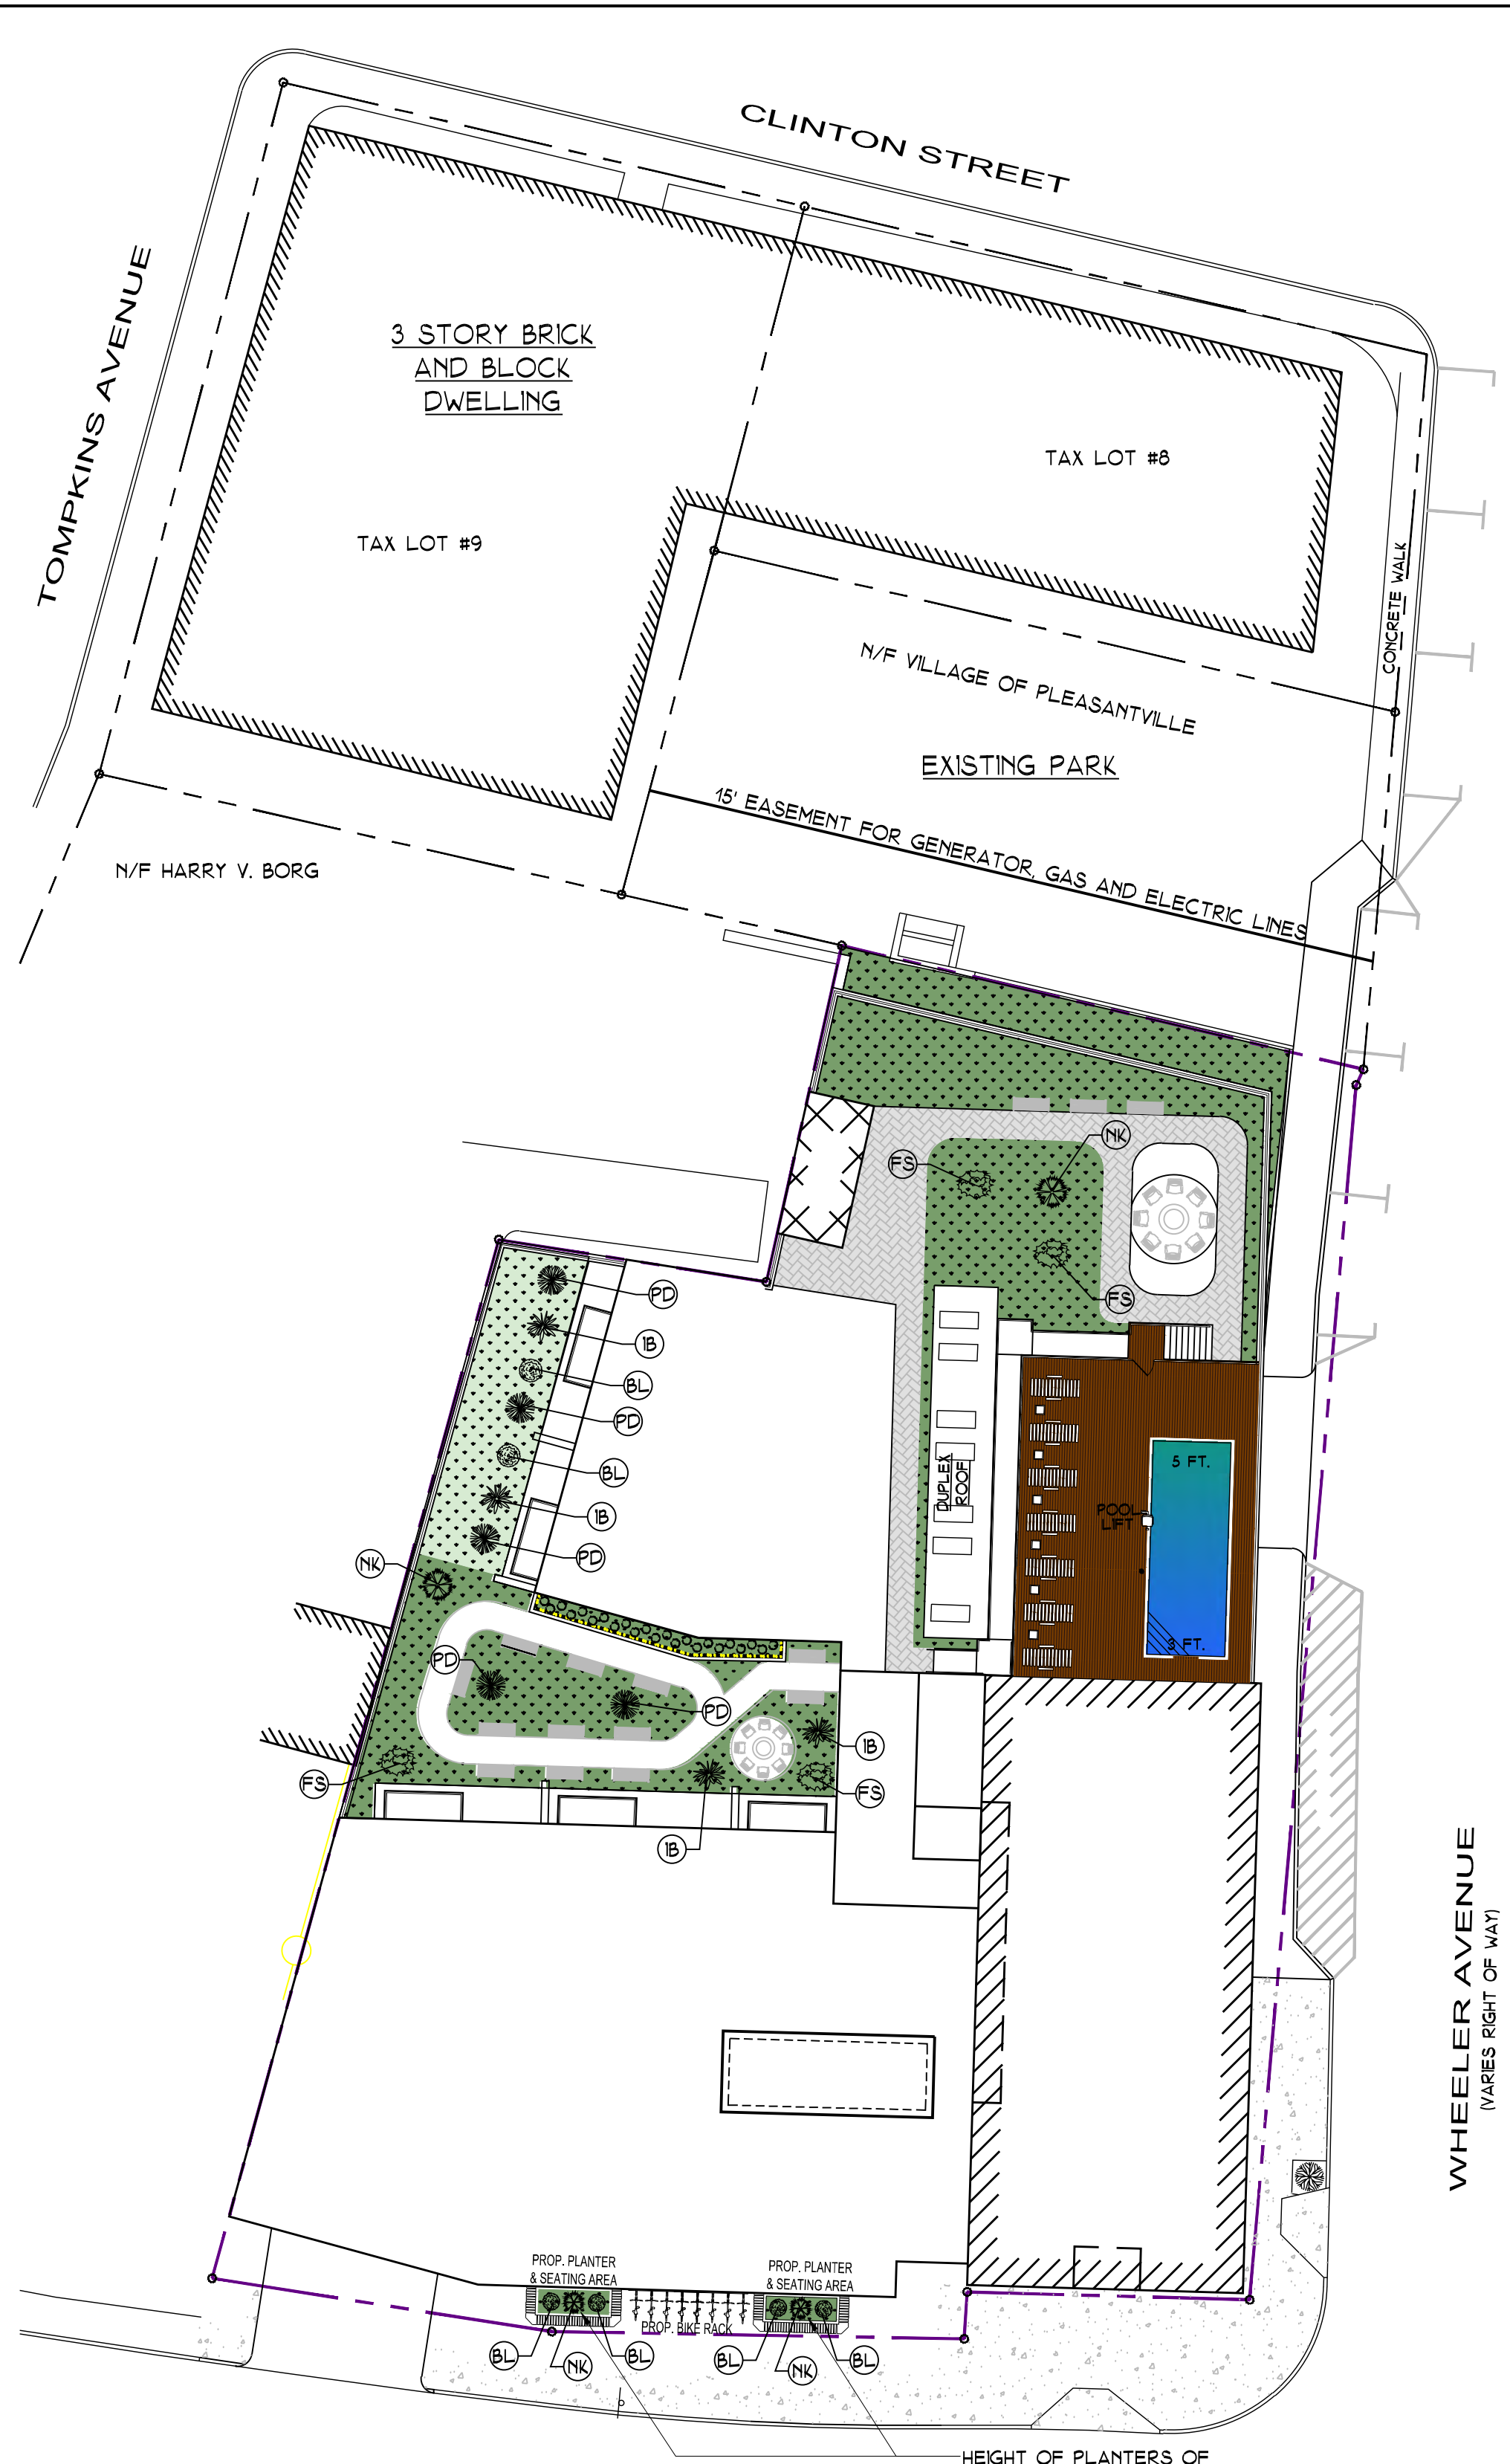 CLINTON STREET
TOMPKINS AVENUE
3 STORY BRICK
AND BLOCK
DWELLING
TAX LOT #8
TAX LOT #9
CONCRETE WALK
N/F VILLAGE OF PLEASANTVILLE
EXISTING PARK
15' EASEMENT FOR GENERATOR, GAS AND ELECTRIC LINES
N/F HARRY V. BORG
NK
FS
FS
PD
IB
BL
PD
BL
IB
PD
NK
DUPLEX
ROOF
5 FT.
POOL
LIFT
3 FT.
PD
PD
IB
FS
FS
IB
WHEELER AVENUE
(VARIES RIGHT OF WAY)
PROP. PLANTER
& SEATING AREA
PROP. PLANTER
& SEATING AREA
PROP. BIKE RACK
BL
NK
BL
BL
NK
BL
HEIGHT OF PLANTERS OF